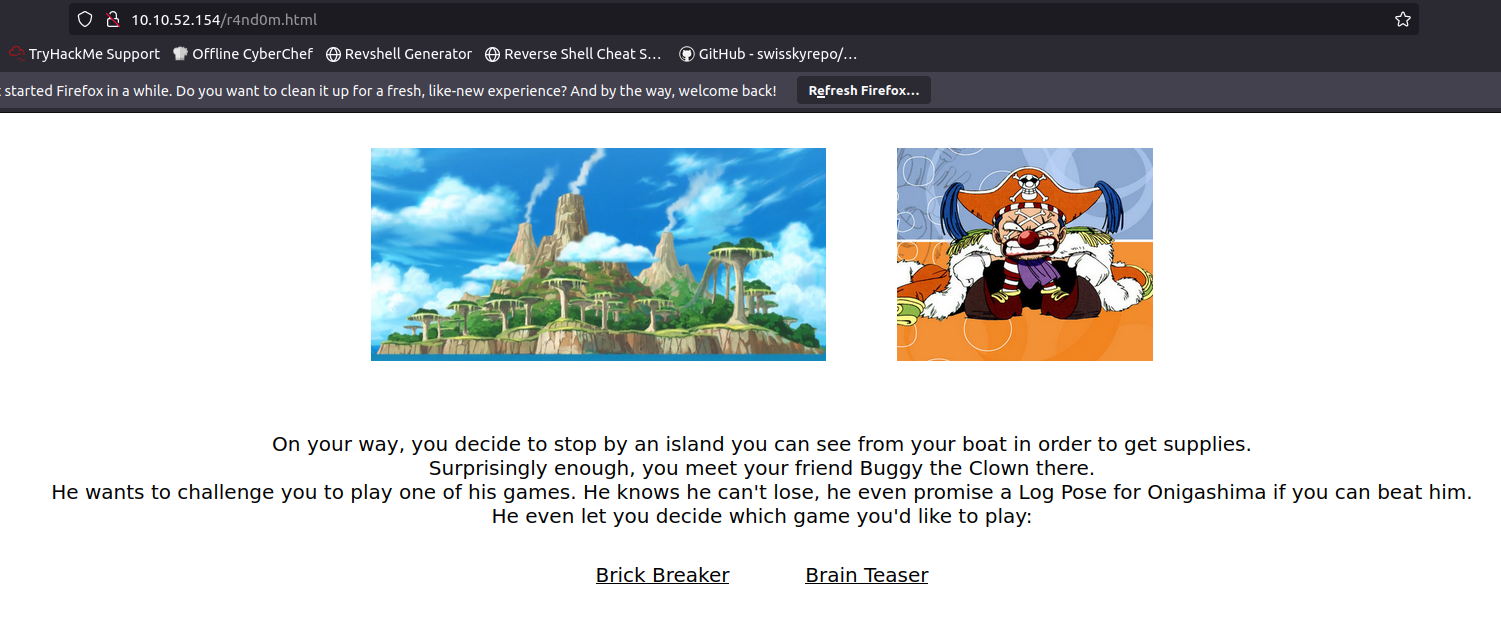 10.10.52.154/r4nd0m.html
TryHackMe Support Offline CyberChef Revshell Generator Reverse Shell Cheat S... GitHub - swisskyrepo/...
started Firefox in a while. Do you want to clean it up for a fresh, like-new experience? And by the way, welcome back! Refresh Firefox...
On your way, you decide to stop by an island you can see from your boat in order to get supplies.
Surprisingly enough, you meet your friend Buggy the Clown there.
He wants to challenge you to play one of his games. He knows he can't lose, he even promise a Log Pose for Onigashima if you can beat him.
He even let you decide which game you'd like to play:
Brick Breaker Brain Teaser